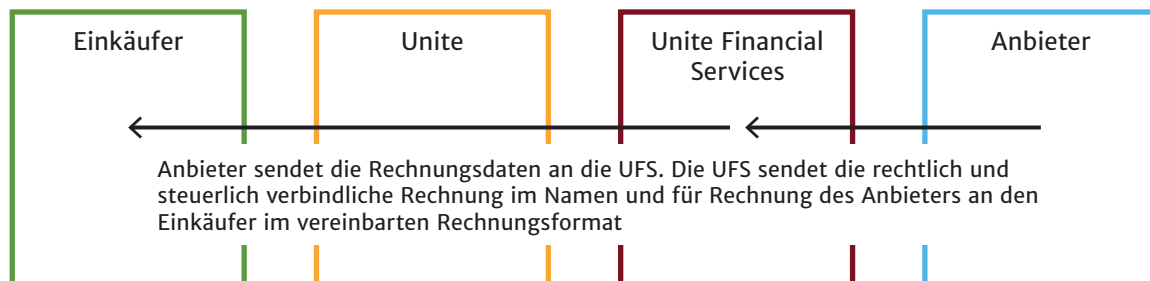 Einkäufer
Unite
Unite Financial
Services
Anbieter
Anbieter sendet die Rechnungsdaten an die UFS. Die UFS sendet die rechtlich und
steuerlich verbindliche Rechnung im Namen und für Rechnung des Anbieters an den
Einkäufer im vereinbarten Rechnungsformat